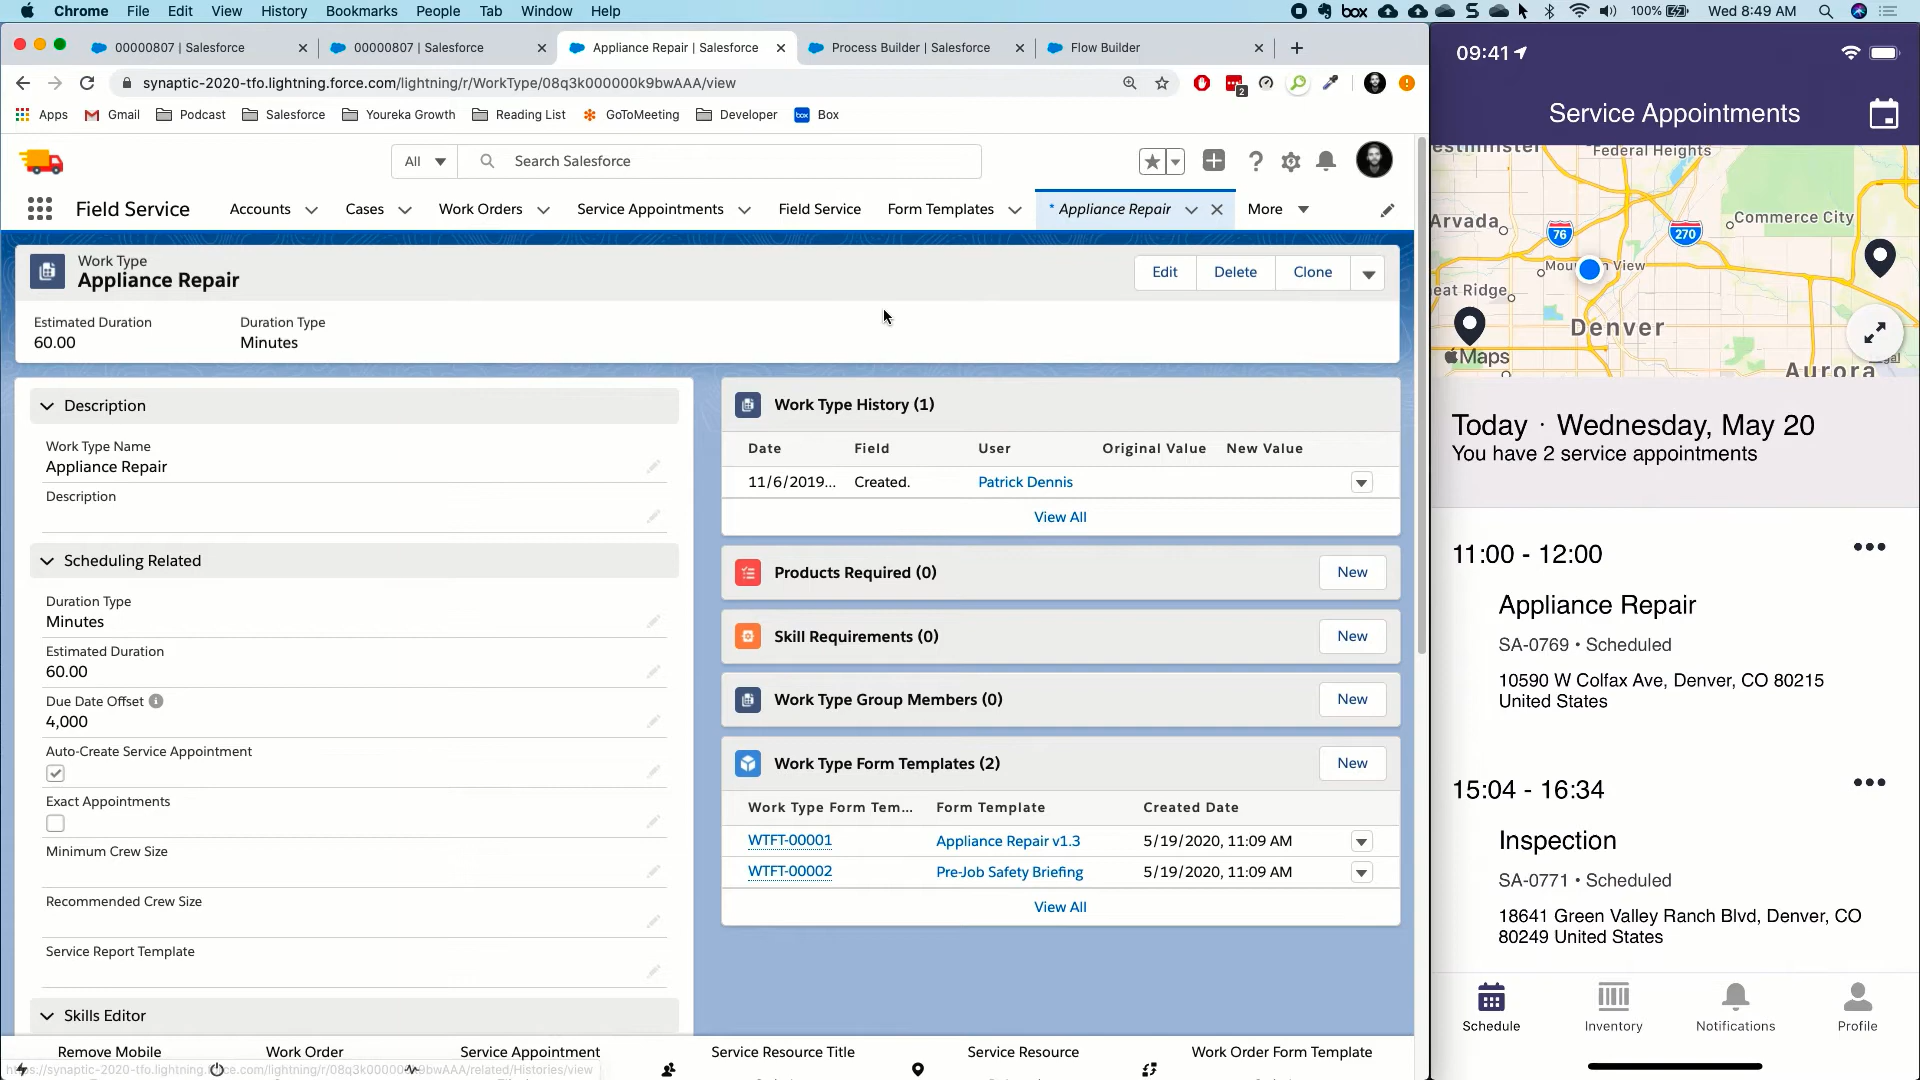 Chrome File Edit View History Bookmarks People Tab Window Help
box 100% Wed 8:49 AM
00000807 | Salesforce
00000807 | Salesforce
Appliance Repair | Salesforce
Process Builder | Salesforce
Flow Builder
synaptic-2020-tfo.lightning.force.com/lightning/r/WorkType/08q3k000000k9bwAAA/view
2
Apps Gmail Podcast Salesforce Youreka Growth Reading List GoToMeeting Developer box Box
All Search Salesforce
Field Service Accounts Cases Work Orders Service Appointments Field Service Form Templates * Appliance Repair More
Work Type
Appliance Repair
Edit Delete Clone
Estimated Duration
60.00
Duration Type
Minutes
Description
Work Type Name
Appliance Repair
Description
Scheduling Related
Duration Type
Minutes
Estimated Duration
60.00
Due Date Offset
4,000
Auto-Create Service Appointment
Exact Appointments
Minimum Crew Size
Recommended Crew Size
Service Report Template
Skills Editor
Work Type History (1)
Date Field User Original Value New Value
11/6/2019... Created. Patrick Dennis
View All
Products Required (0) New
Skill Requirements (0) New
Work Type Group Members (0) New
Work Type Form Templates (2) New
Work Type Form Tem... Form Template Created Date
WTFT-00001 Appliance Repair v1.3 5/19/2020, 11:09 AM
WTFT-00002 Pre-Job Safety Briefing 5/19/2020, 11:09 AM
View All
Remove Mobile Work Order Service Appointment Service Resource Title Service Resource Work Order Form Template
09:41
Service Appointments
Federal Heights
Arvada
76
270
Commerce City
Denver
Maps
Aurora
Today · Wednesday, May 20
You have 2 service appointments
11:00 - 12:00
Appliance Repair
SA-0769 • Scheduled
10590 W Colfax Ave, Denver, CO 80215
United States
15:04 - 16:34
Inspection
SA-0771 • Scheduled
18641 Green Valley Ranch Blvd, Denver, CO
80249 United States
Schedule Inventory Notifications Profile